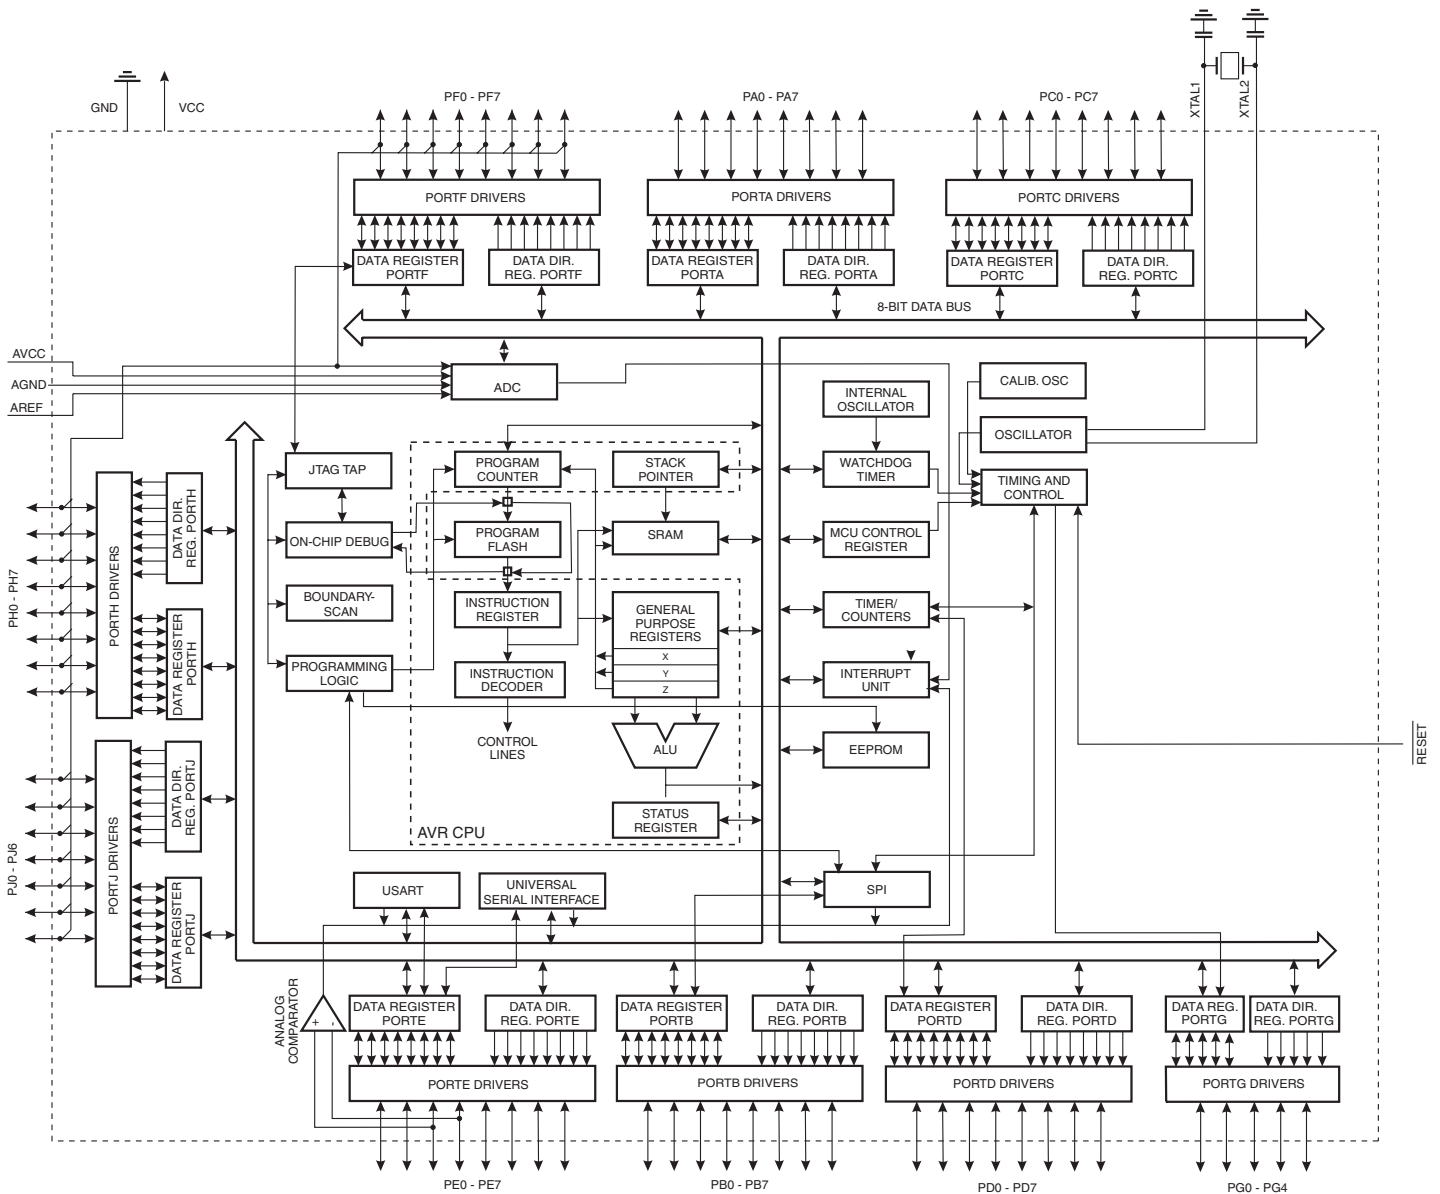 XTAL1
XTAL2
GND
VCC
PF0 - PF7
PA0 - PA7
PC0 - PC7
PORTF DRIVERS
PORTA DRIVERS
PORTC DRIVERS
DATA REGISTER
PORTF
DATA DIR.
REG. PORTF
DATA REGISTER
PORTA
DATA DIR.
REG. PORTA
DATA REGISTER
PORTC
DATA DIR.
REG. PORTC
8-BIT DATA BUS
AVCC
AGND
AREF
ADC
CALIB. OSC
INTERNAL
OSCILLATOR
OSCILLATOR
JTAG TAP
PROGRAM
COUNTER
STACK
POINTER
WATCHDOG
TIMER
TIMING AND
CONTROL
ON-CHIP DEBUG
PROGRAM
FLASH
SRAM
MCU CONTROL
REGISTER
BOUNDARY-
SCAN
INSTRUCTION
REGISTER
GENERAL
PURPOSE
REGISTERS
X
Y
Z
TIMER/
COUNTERS
PROGRAMMING
LOGIC
INSTRUCTION
DECODER
INTERRUPT
UNIT
CONTROL
LINES
ALU
EEPROM
RESET
STATUS
REGISTER
AVR CPU
PH0 - PH7
PORTH DRIVERS
DATA DIR.
REG. PORTH
DATA REGISTER
PORTH
PJ0 - PJ6
PORTJ DRIVERS
DATA DIR.
REG. PORTJ
DATA REGISTER
PORTJ
USART
UNIVERSAL
SERIAL INTERFACE
SPI
ANALOG
COMPARATOR
+
-
DATA REGISTER
PORTE
DATA DIR.
REG. PORTE
DATA REGISTER
PORTB
DATA DIR.
REG. PORTB
DATA REGISTER
PORTD
DATA DIR.
REG. PORTD
DATA REG.
PORTG
DATA DIR.
REG. PORTG
PORTE DRIVERS
PORTB DRIVERS
PORTD DRIVERS
PORTG DRIVERS
PE0 - PE7
PB0 - PB7
PD0 - PD7
PG0 - PG4